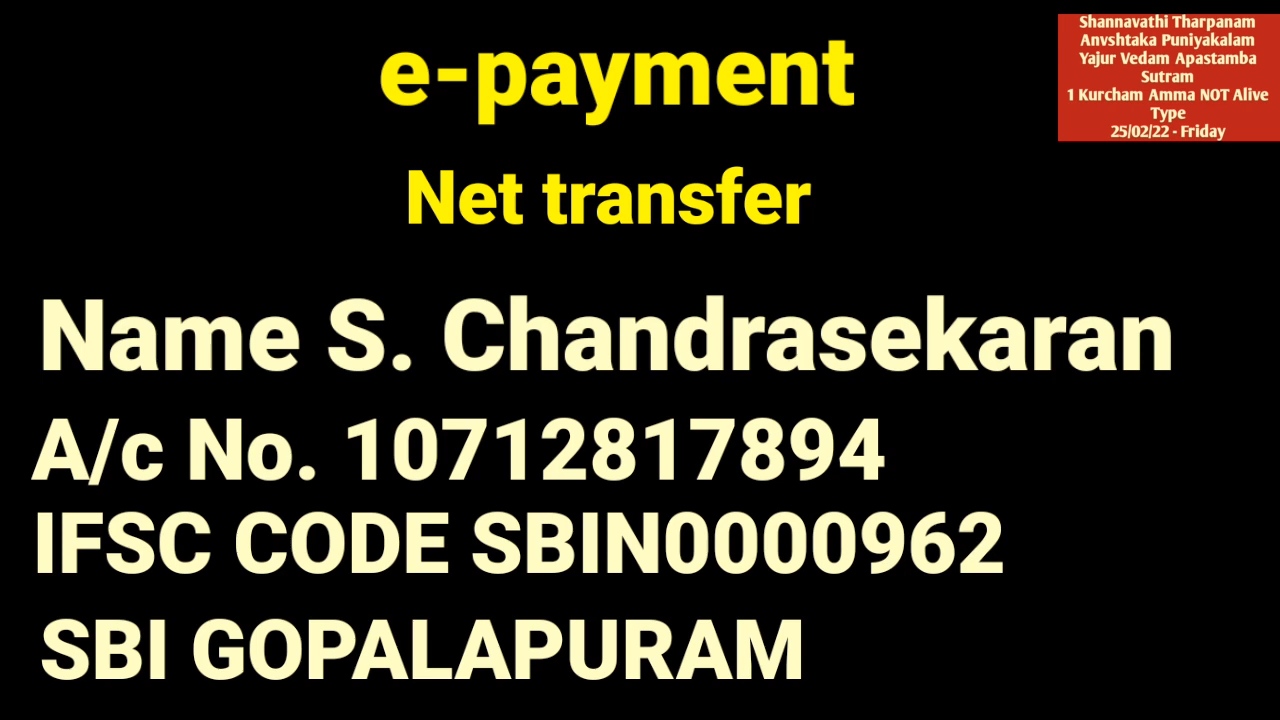 e-payment
Net transfer
Shannavathi Tharpanam
Anvshtaka Puniyakalam
Yajur Vedam Apastamba
Sutram
1 Kurcham Amma NOT Alive
Type
25/02/22 - Friday
Name S. Chandrasekaran
A/c No. 10712817894
IFSC CODE SBIN0000962
SBI GOPALAPURAM